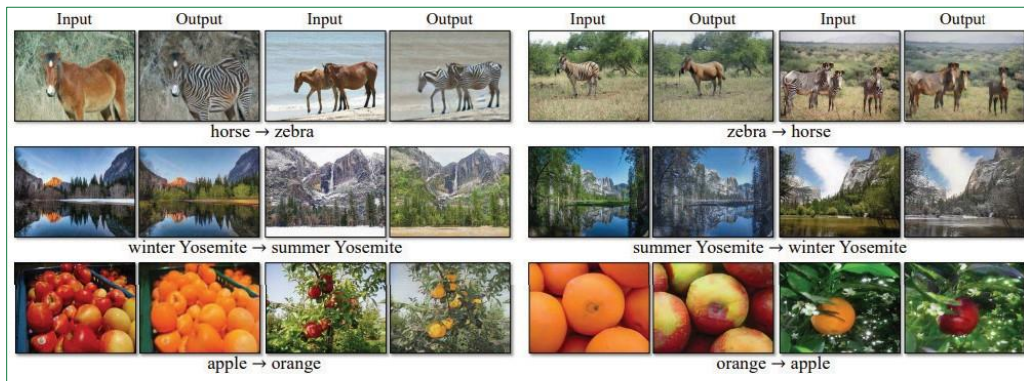 Input Output Input Output Input Output Input Output
horse → zebra zebra → horse
winter Yosemite → summer Yosemite summer Yosemite → winter Yosemite
apple → orange orange → apple